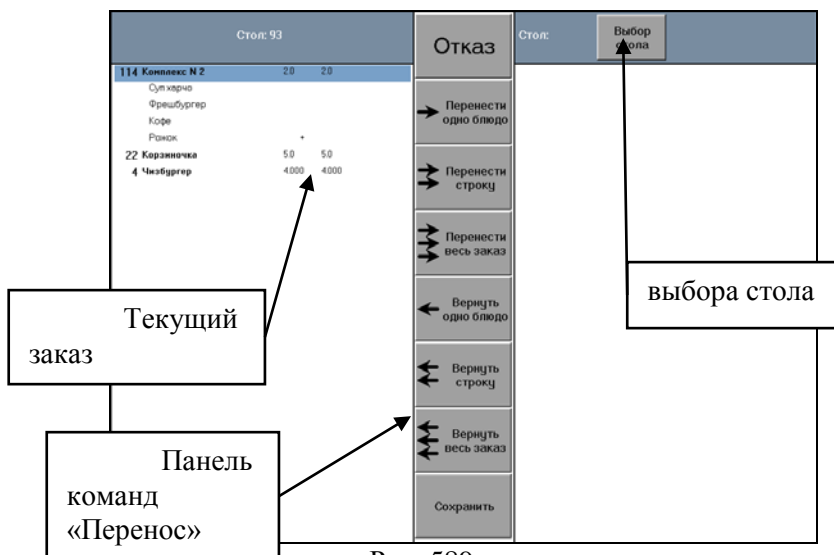 Стол: 93
Отказ
Стол:
Выбор
стола
114 Комплекс N 2 2.0 2.0
Суп харчо
Фрешбургер
Кофе
Рожок +
22 Корзиночка 5.0 5.0
4 Чизбургер 4.000 4.000
Перенести
одно блюдо
Перенести
строку
Перенести
весь заказ
Вернуть
одно блюдо
Вернуть
строку
Вернуть
весь заказ
Сохранить
выбора стола
Текущий
заказ
Панель
команд
«Перенос»